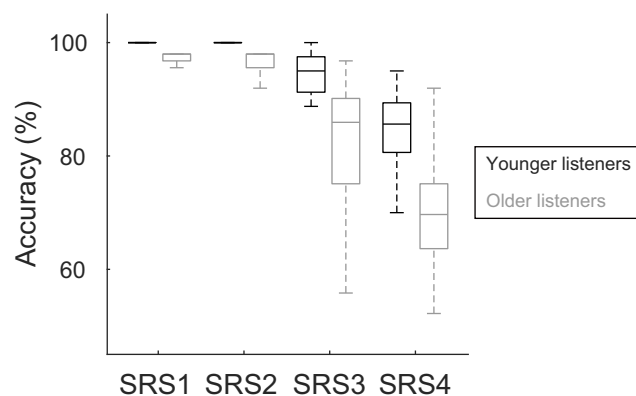 Accuracy (%)
100
80
60
SRS1 SRS2 SRS3 SRS4
Younger listeners
Older listeners